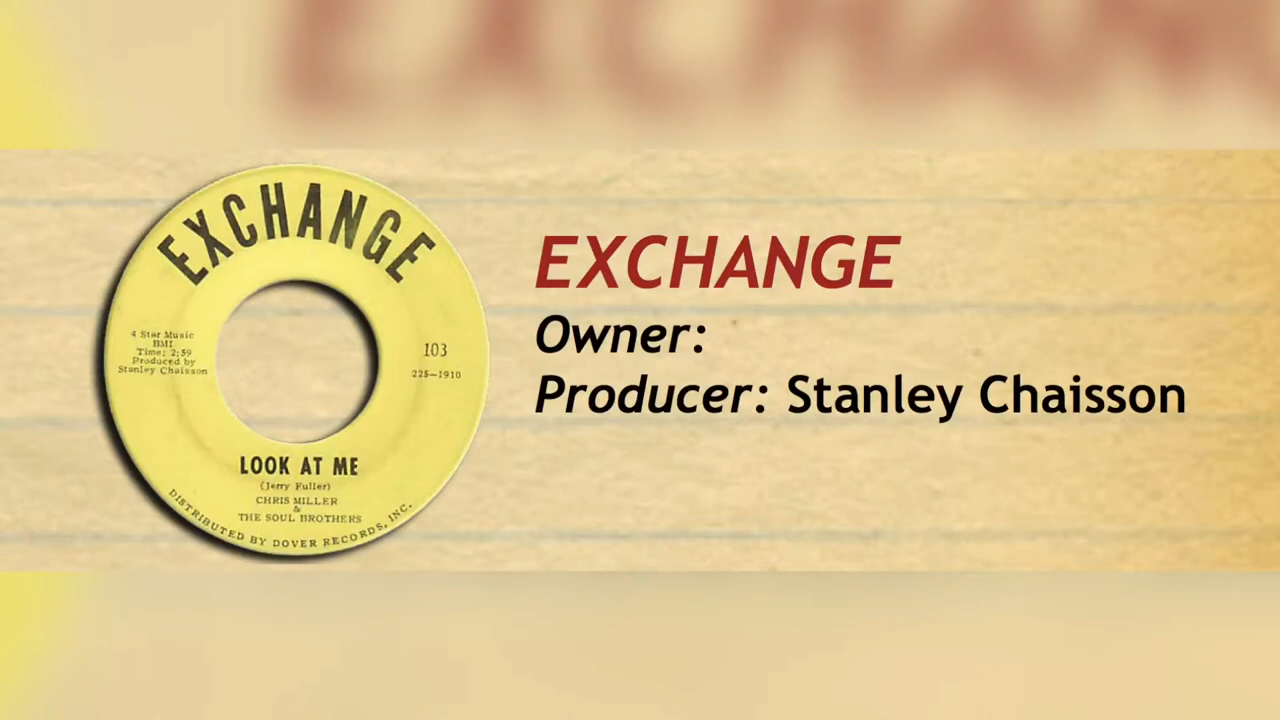 EXCHANGE
4 Star Music
BMI
Time: 2:59
Produced by
Stanley Chaisson
103
225-1910
LOOK AT ME
(Jerry Fuller)
CHRIS MILLER
&
THE SOUL BROTHERS
DISTRIBUTED BY DOVER RECORDS, INC.
EXCHANGE
Owner:
Producer: Stanley Chaisson